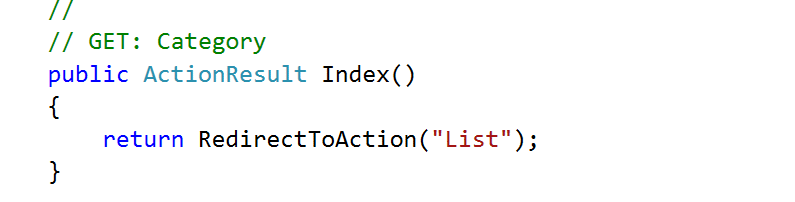 //
// GET: Category
public ActionResult Index()
{
    return RedirectToAction("List");
}